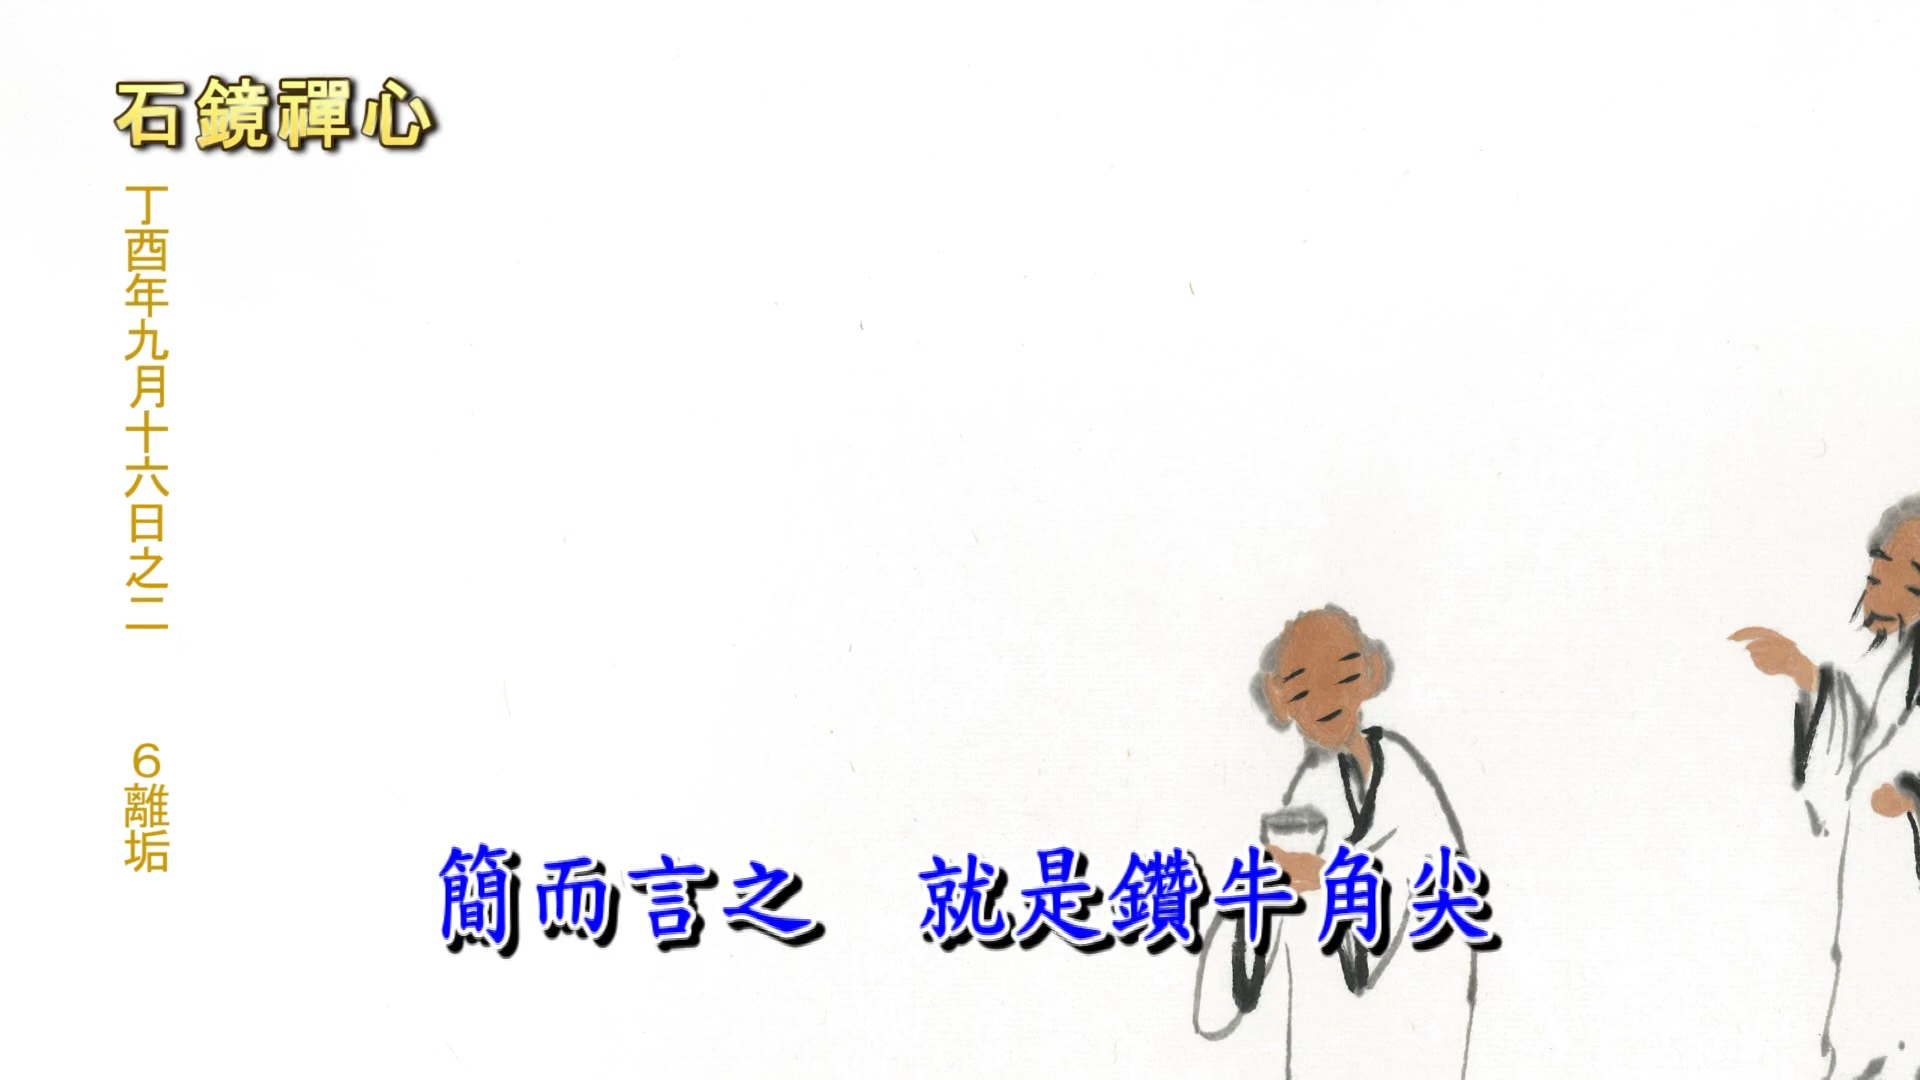 石鏡禪心
丁酉年九月十六日之二
６離垢
簡而言之　就是鑽牛角尖